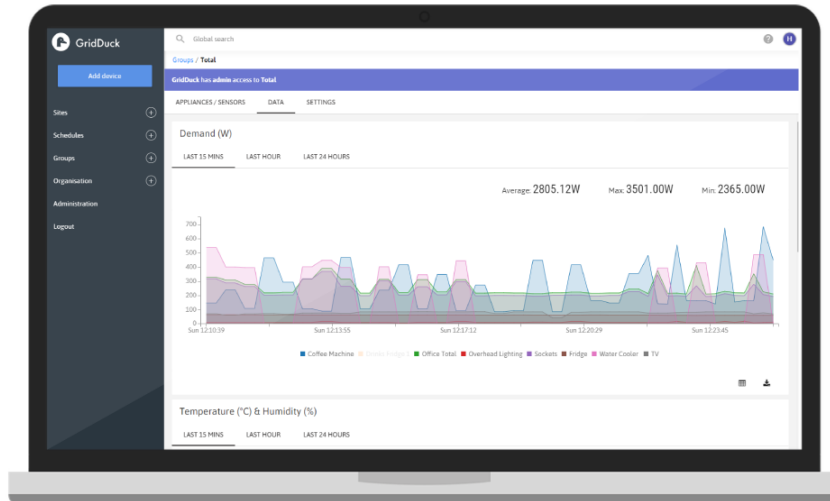 GridDuck
Global search
Add device
Groups / Total
GridDuck has admin access to Total
APPLIANCES / SENSORS DATA SETTINGS
Sites
Schedules
Groups
Organisation
Administration
Logout
Demand (W)
LAST 15 MINS LAST HOUR LAST 24 HOURS
Average: 2805.12W Max: 3501.00W Min: 2365.00W
700
600
500
400
300
200
100
0
Sun 12:10:39 Sun 12:13:55 Sun 12:17:12 Sun 12:20:29 Sun 12:23:45
Coffee Machine Office Total Overhead Lighting Sockets Fridge Water Cooler TV
Temperature (°C) & Humidity (%)
LAST 15 MINS LAST HOUR LAST 24 HOURS